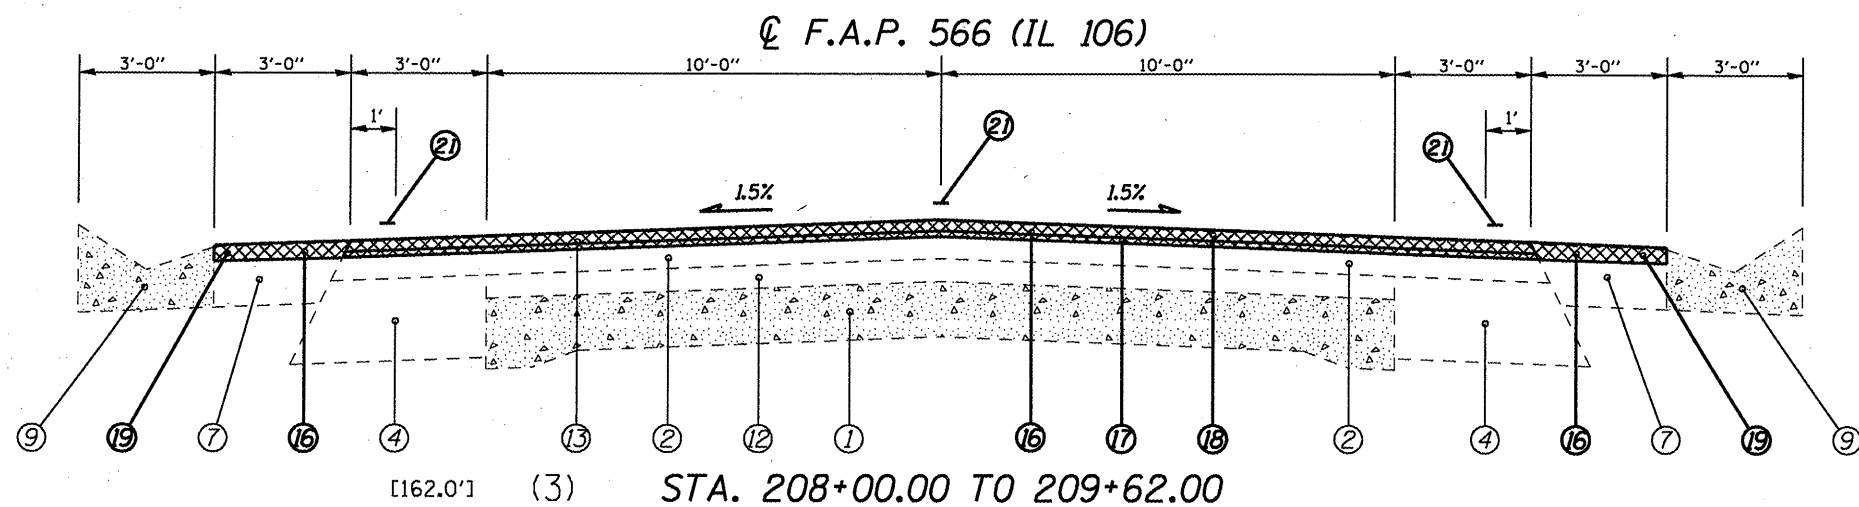 ℄ F.A.P. 566 (IL 106)
3'-0" 3'-0" 3'-0" 10'-0" 10'-0" 3'-0" 3'-0" 3'-0"
1' 1'
21 21 21
1.5% 1.5%
9 19 7 16 4 13 2 12 1 16 17 18 2 4 16 7 19 9
[162.0'] (3) STA. 208+00.00 TO 209+62.00